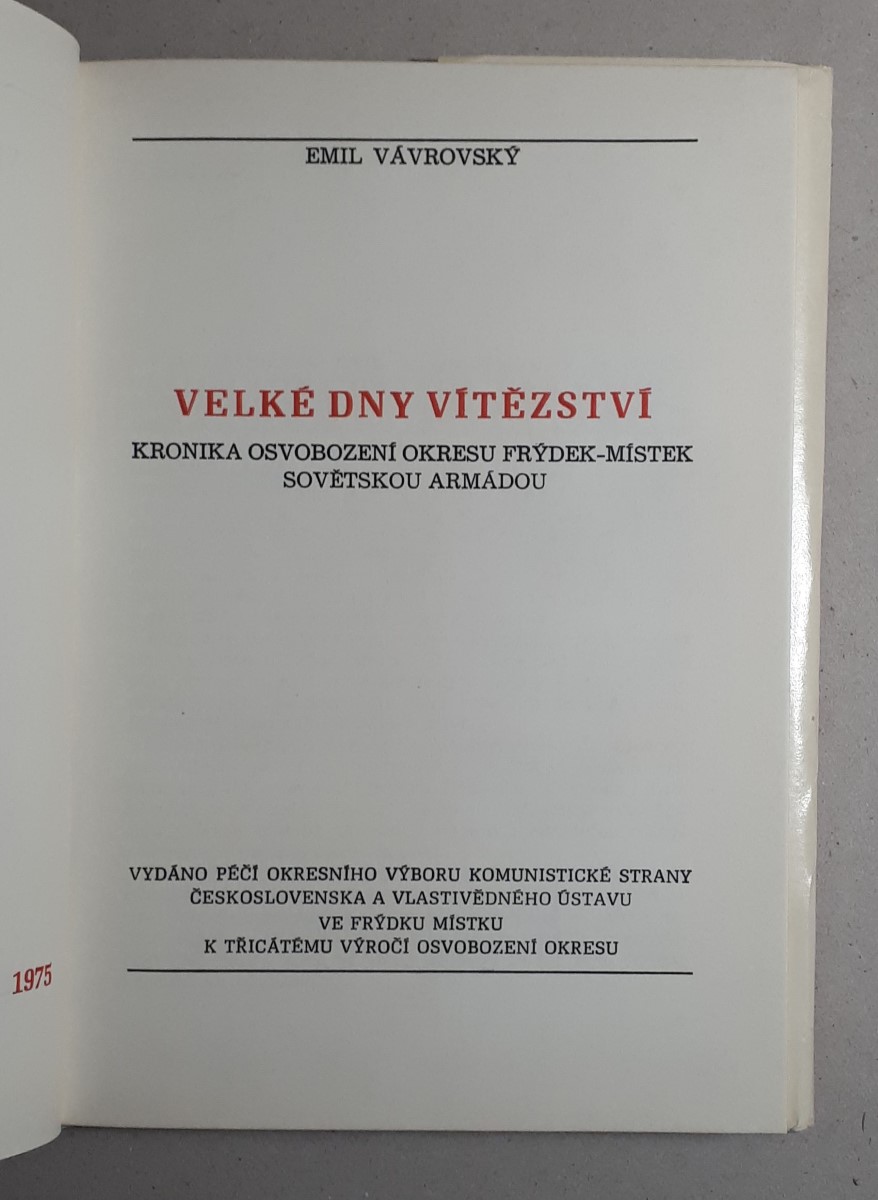 EMIL VÁVROVSKÝ
VELKÉ DNY VÍTĚZSTVÍ
KRONIKA OSVOBOZENÍ OKRESU FRÝDEK-MÍSTEK
SOVĚTSKOU ARMÁDOU
VYDÁNO PÉČÍ OKRESNÍHO VÝBORU KOMUNISTICKÉ STRANY
ČESKOSLOVENSKA A VLASTIVĚDNÉHO ÚSTAVU
VE FRÝDKU MÍSTKU
K TŘICÁTÉMU VÝROČÍ OSVOBOZENÍ OKRESU
1975